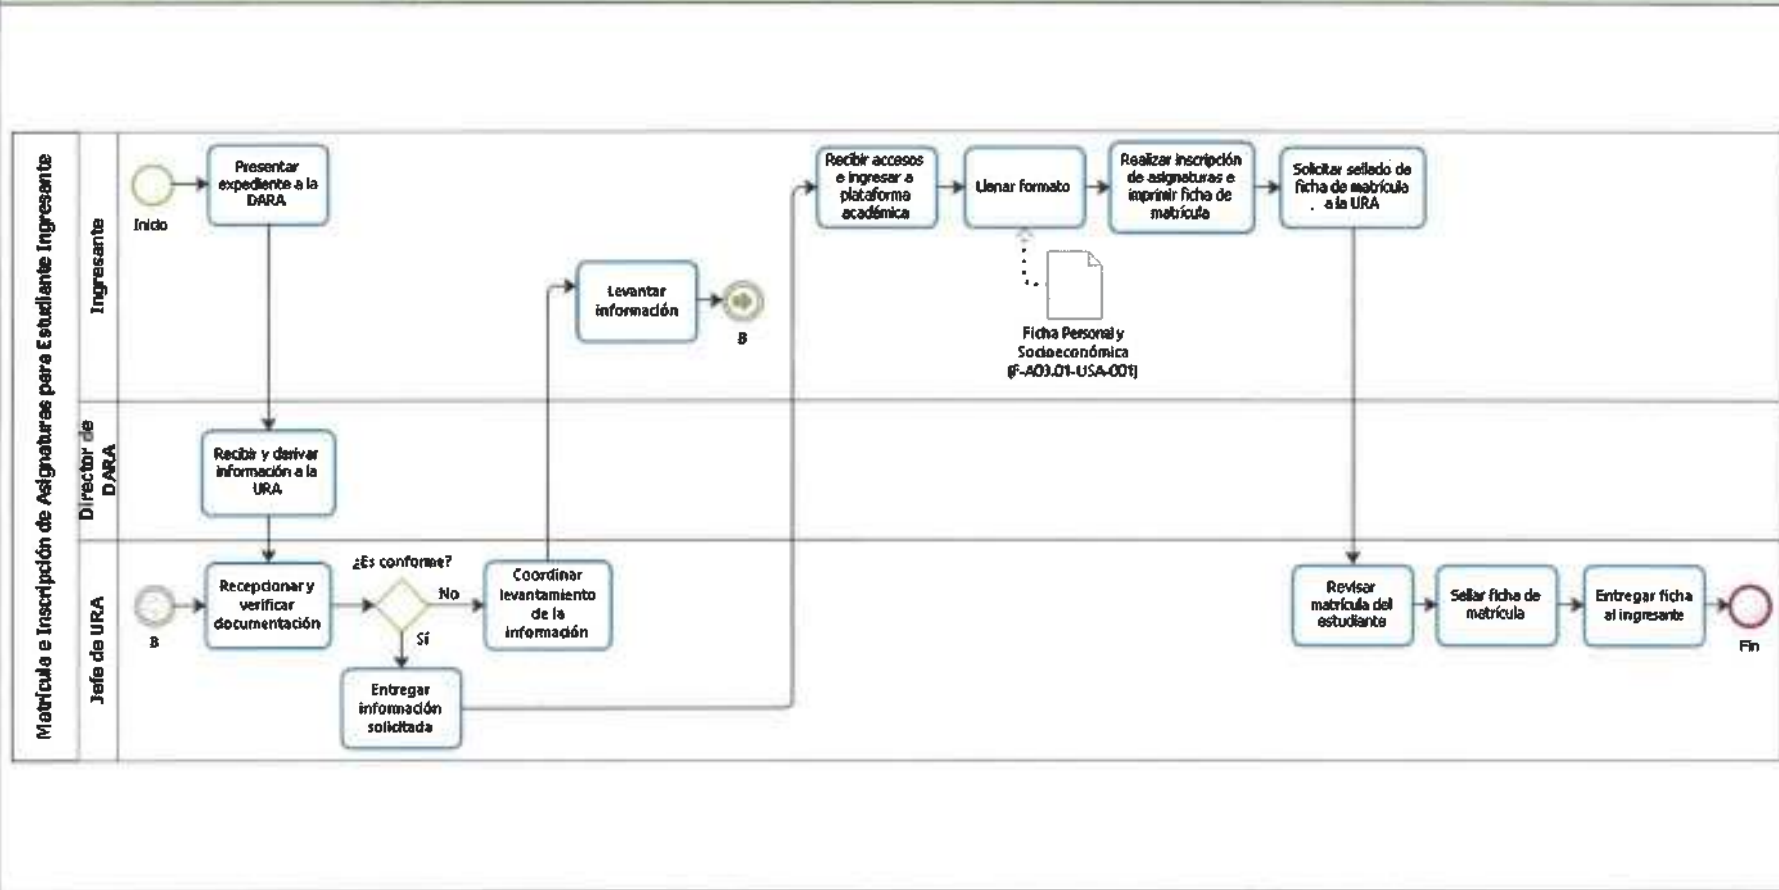 Matrícula e Inscripción de Asignaturas para Estudiante Ingresante
Ingresante
Inicio
Presentar
expediente a la
DARA
Levantar
información
B
Recibir accesos
e ingresar a
plataforma
académica
Llenar formato
Realizar inscripción
de asignaturas e
imprimir ficha de
matrícula
Solicitar sellado de
ficha de matrícula
a la URA
Ficha Personal y
Socioeconómica
(F-A03.01-USA-001)
Director de
DARA
Recibir y derivar
información a la
URA
Jefe de URA
B
Recepcionar y
verificar
documentación
¿Es conforme?
No
Sí
Coordinar
levantamiento
de la
información
Entregar
información
solicitada
Revisar
matrícula del
estudiante
Sellar ficha de
matrícula
Entregar ficha
al ingresante
Fin